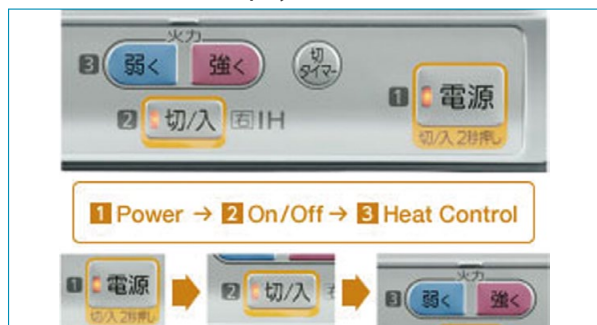 火力
3 弱く 強く
切
タイマー
1 電源
切/入 2秒押し
2 切/入 右IH
1 Power → 2 On/Off → 3 Heat Control
1 電源
切/入 2秒押し
2 切/入 右
火力
3 弱く 強く